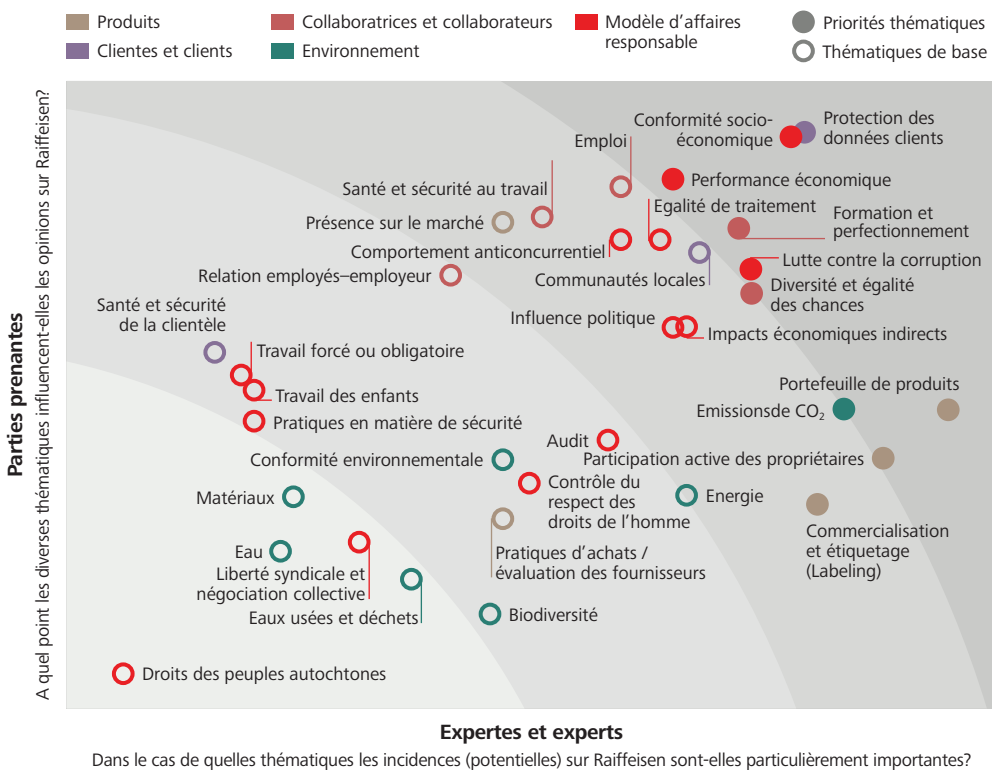 Produits
Clientes et clients
Collaboratrices et collaborateurs
Environnement
Modèle d'affaires
responsable
Priorités thématiques
Thématiques de base
Parties prenantes
A quel point les diverses thématiques influencent-elles les opinions sur Raiffeisen?
Conformité socio-
économique
Protection des
données clients
Emploi
Performance économique
Santé et sécurité au travail
Egalité de traitement
Formation et
perfectionnement
Présence sur le marché
Comportement anticoncurrentiel
Lutte contre la corruption
Relation employés–employeur
Communautés locales
Diversité et égalité
des chances
Santé et sécurité
de la clientèle
Influence politique
Impacts économiques indirects
Travail forcé ou obligatoire
Travail des enfants
Portefeuille de produits
Emissionsde CO₂
Pratiques en matière de sécurité
Audit
Conformité environnementale
Participation active des propriétaires
Contrôle du
respect des
droits de l'homme
Matériaux
Energie
Commercialisation
et étiquetage
(Labeling)
Eau
Pratiques d'achats /
évaluation des fournisseurs
Liberté syndicale et
négociation collective
Eaux usées et déchets
Biodiversité
Droits des peuples autochtones
Expertes et experts
Dans le cas de quelles thématiques les incidences (potentielles) sur Raiffeisen sont-elles particulièrement importantes?